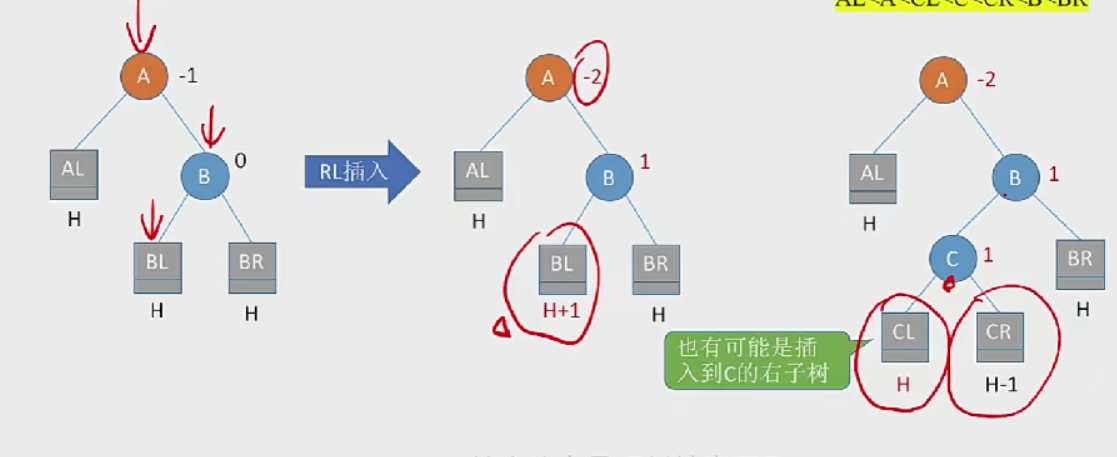 AL<A<CL<C<CR<B<BR
A -1
AL
H
B 0
BL
H
BR
H
RL插入
A -2
AL
H
B 1
BL
H+1
BR
H
A -2
AL
H
B 1
C 1
BR
H
CL
H
CR
H-1
也有可能是插
入到C的右子树